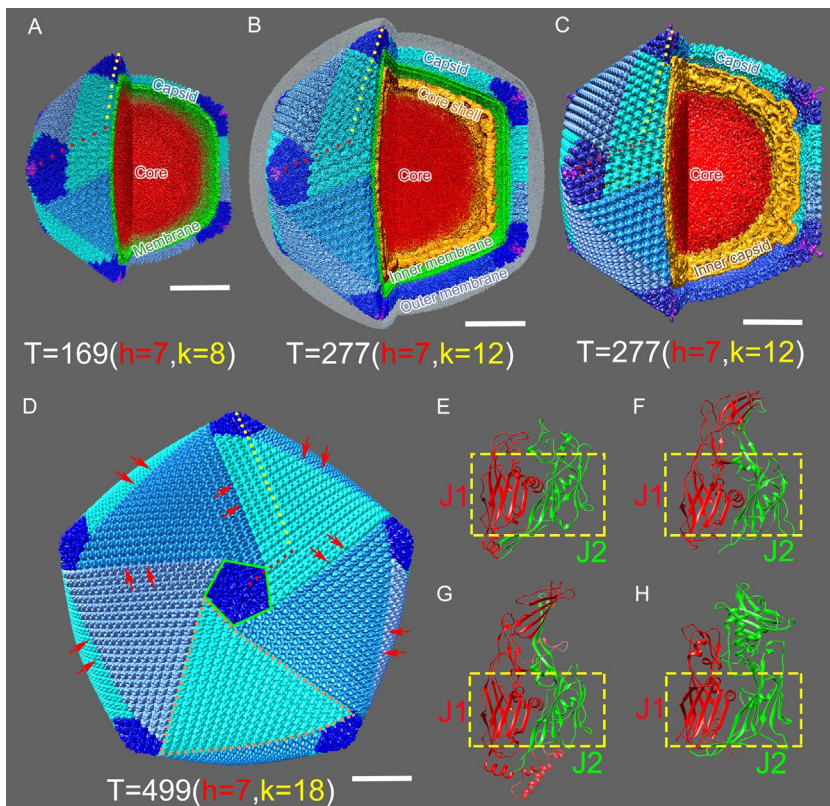 A
B
C
Capsid
Core
Membrane
Capsid
Core shell
Core
Inner membrane
Outer membrane
Capsid
Core
Inner capsid
T=169(h=7,k=8)
T=277(h=7,k=12)
T=277(h=7,k=12)
D
T=499(h=7,k=18)
E
J1
J2
F
J1
J2
G
J1
J2
H
J1
J2